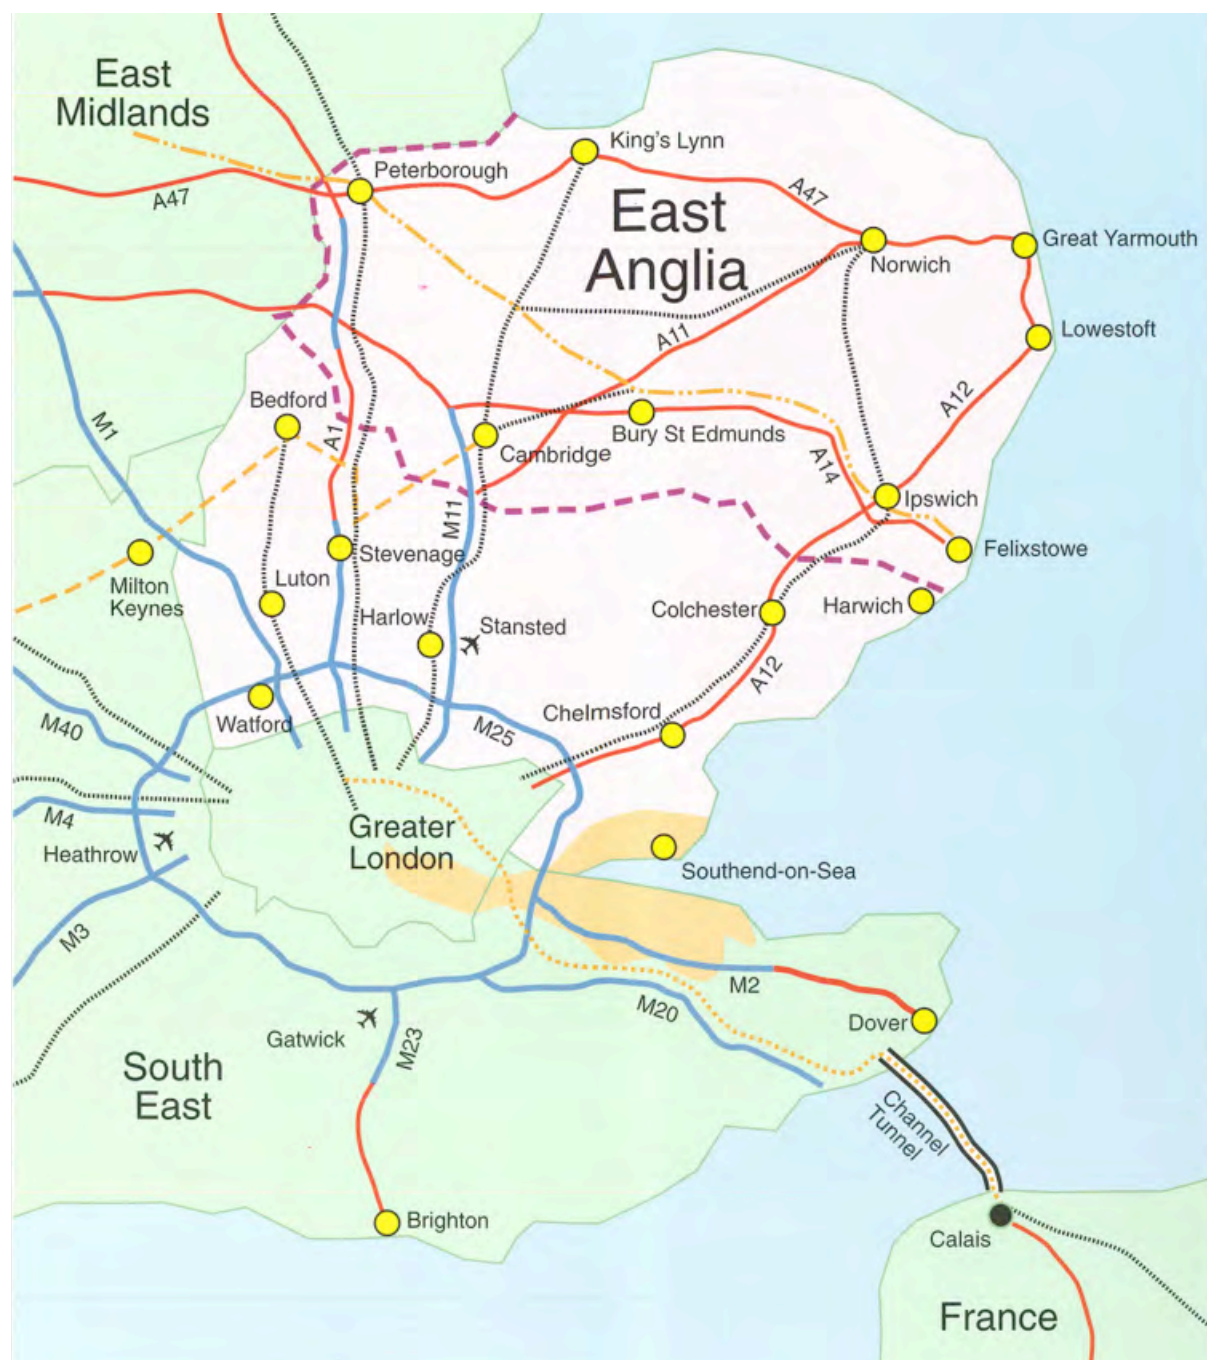 East
Midlands
King's Lynn
Peterborough
A47
A47
East
Anglia
Great Yarmouth
Norwich
Lowestoft
A11
A12
Bedford
M1
A1
Bury St Edmunds
Cambridge
A14
Ipswich
M11
Stevenage
Felixstowe
Milton
Keynes
Luton
Harlow
Stansted
Colchester
Harwich
A12
Watford
Chelmsford
M40
M25
M4
Greater
London
Heathrow
Southend-on-Sea
M3
M2
M20
Dover
Gatwick
M23
South
East
Channel
Tunnel
Brighton
Calais
France